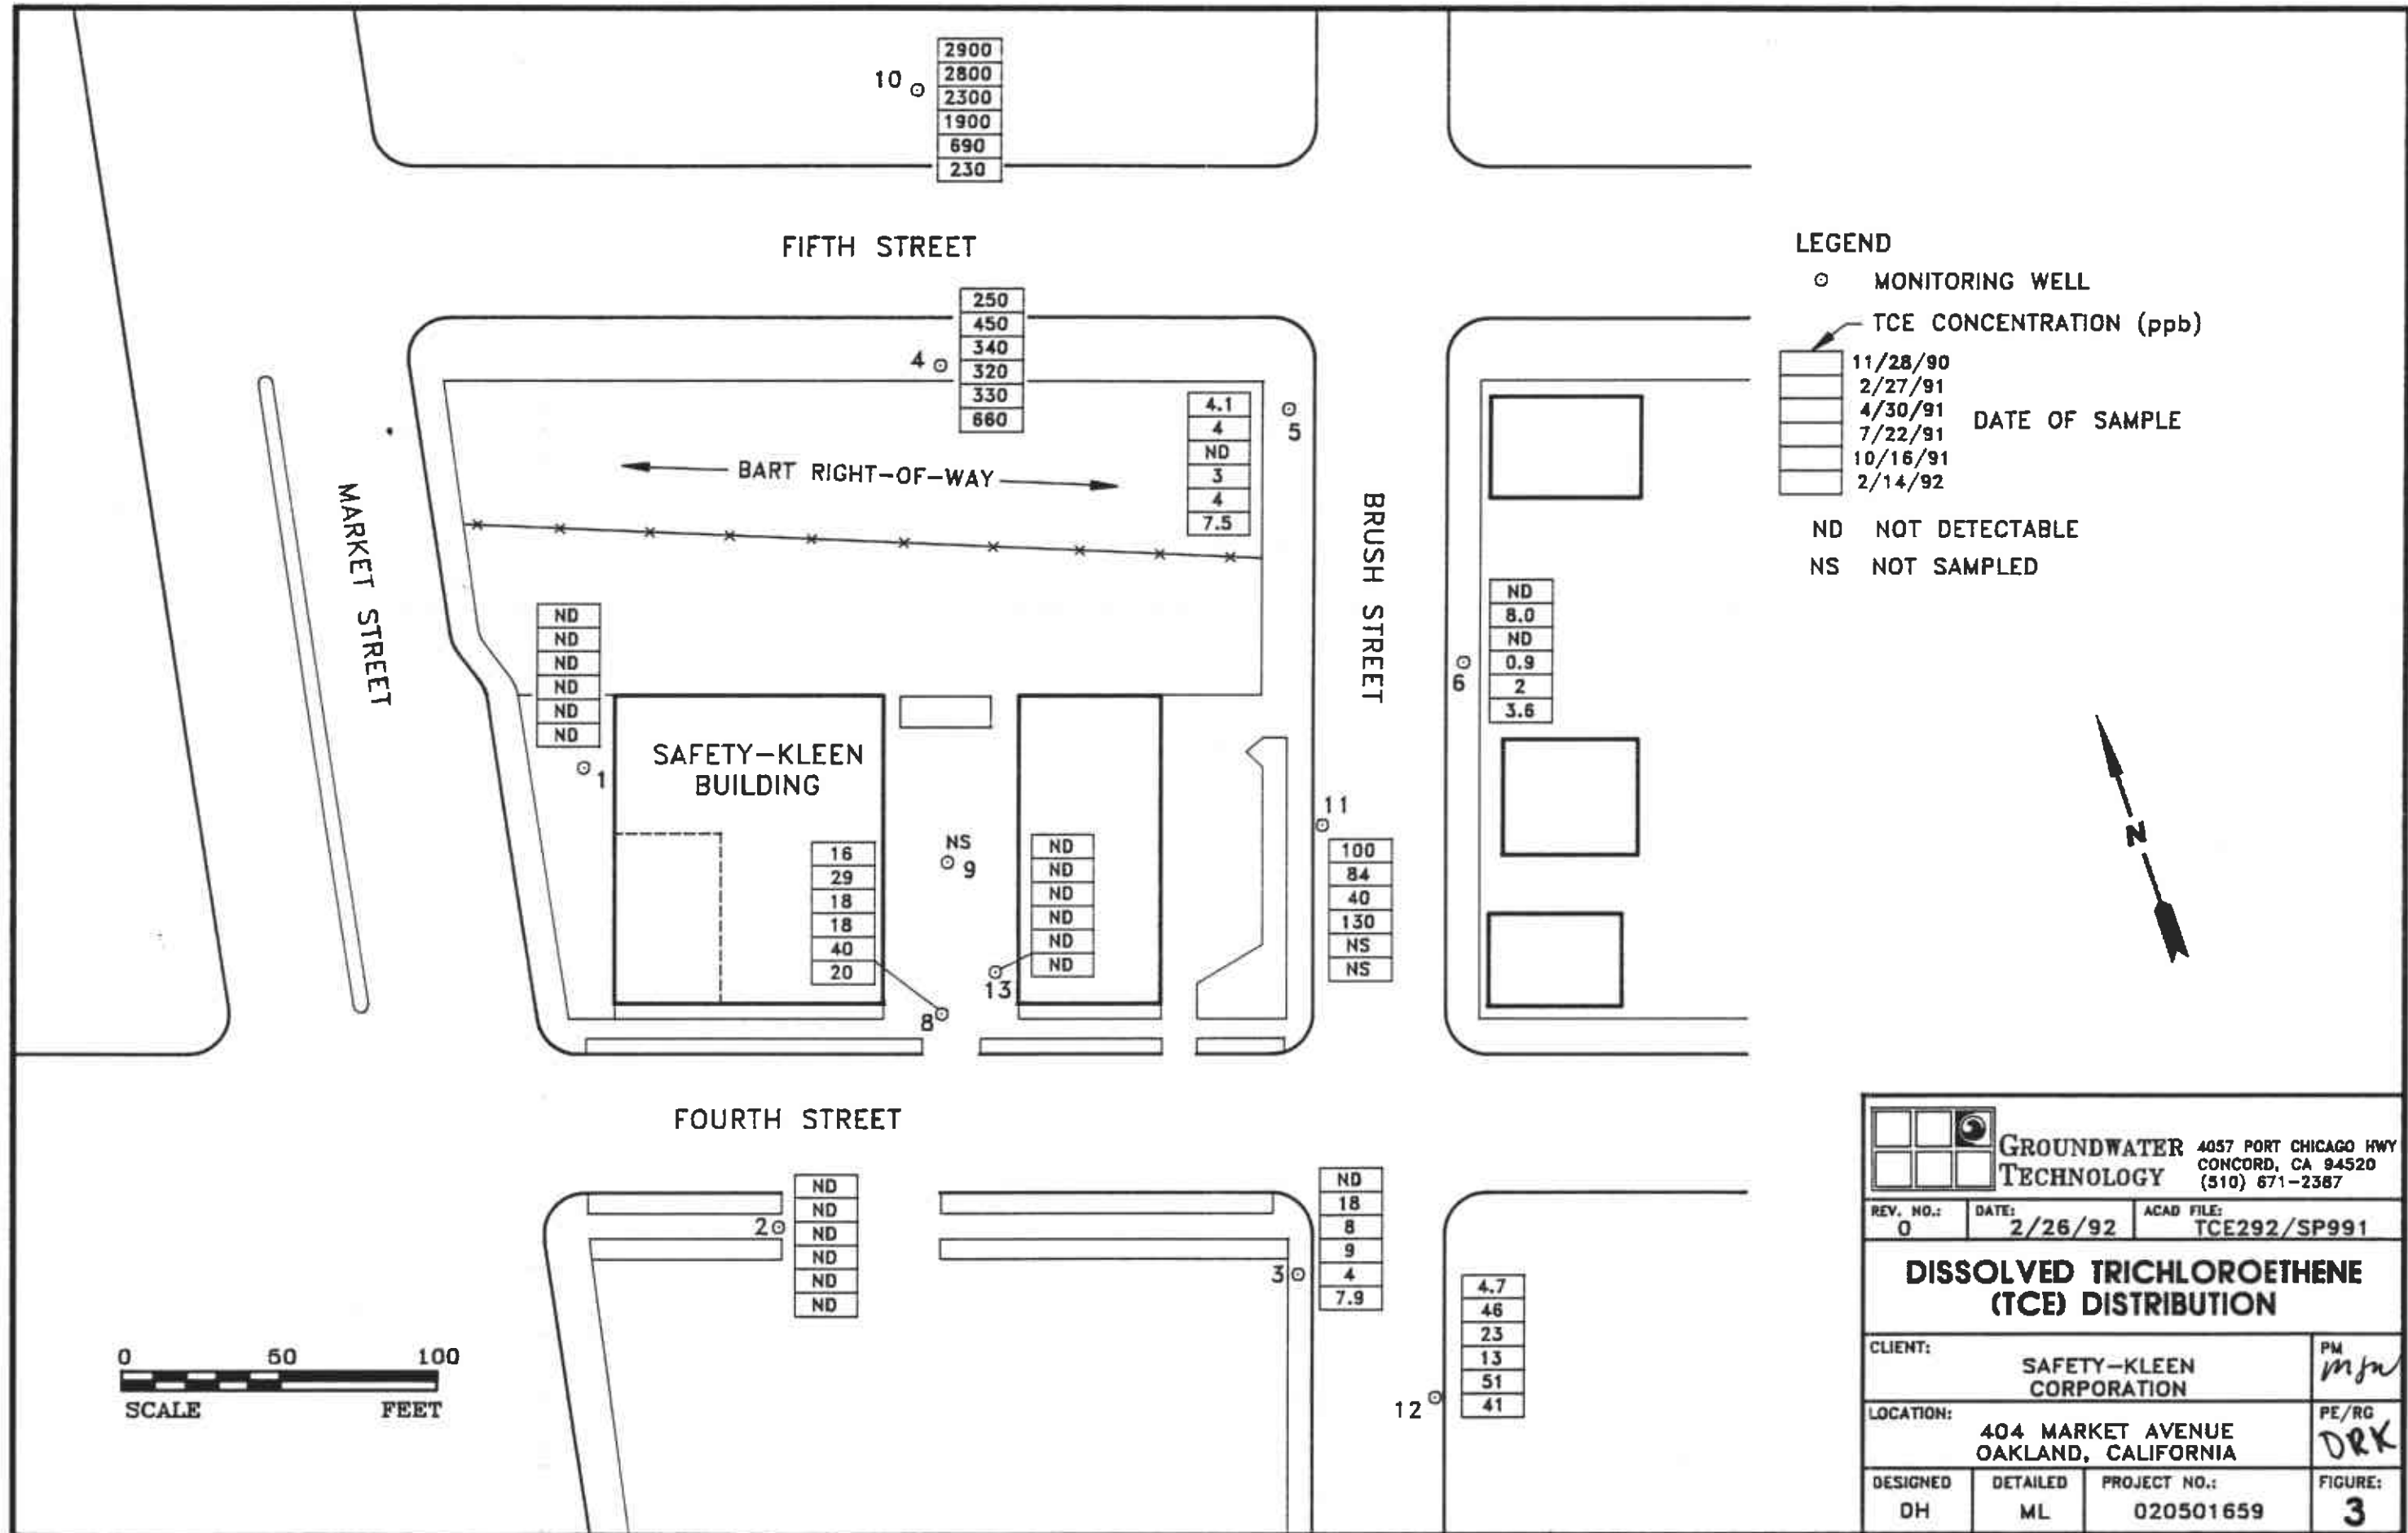 10
2900
2800
2300
1900
690
230
FIFTH STREET
4
250
450
340
320
330
660
4.1
4
ND
3
4
7.5
5
BART RIGHT-OF-WAY
MARKET STREET
BRUSH STREET
ND
ND
ND
ND
ND
ND
1
SAFETY-KLEEN
BUILDING
16
29
18
18
40
20
8
NS
9
ND
ND
ND
ND
ND
ND
13
ND
8.0
ND
0.9
2
3.6
6
11
100
84
40
130
NS
NS
FOURTH STREET
2
ND
ND
ND
ND
ND
ND
3
ND
18
8
9
4
7.9
12
4.7
46
23
13
51
41
0 50 100
SCALE FEET
LEGEND
MONITORING WELL
TCE CONCENTRATION (ppb)
11/28/90
2/27/91
4/30/91
7/22/91
10/16/91
2/14/92
DATE OF SAMPLE
ND NOT DETECTABLE
NS NOT SAMPLED
N
GROUNDWATER
TECHNOLOGY
4057 PORT CHICAGO HWY
CONCORD, CA 94520
(510) 671-2387
REV. NO.:
0
DATE:
2/26/92
ACAD FILE:
TCE292/SP991
DISSOLVED TRICHLOROETHENE
(TCE) DISTRIBUTION
CLIENT:
SAFETY-KLEEN
CORPORATION
PM
LOCATION:
404 MARKET AVENUE
OAKLAND, CALIFORNIA
PE/RG
DRK
DESIGNED
DH
DETAILED
ML
PROJECT NO.:
020501659
FIGURE:
3